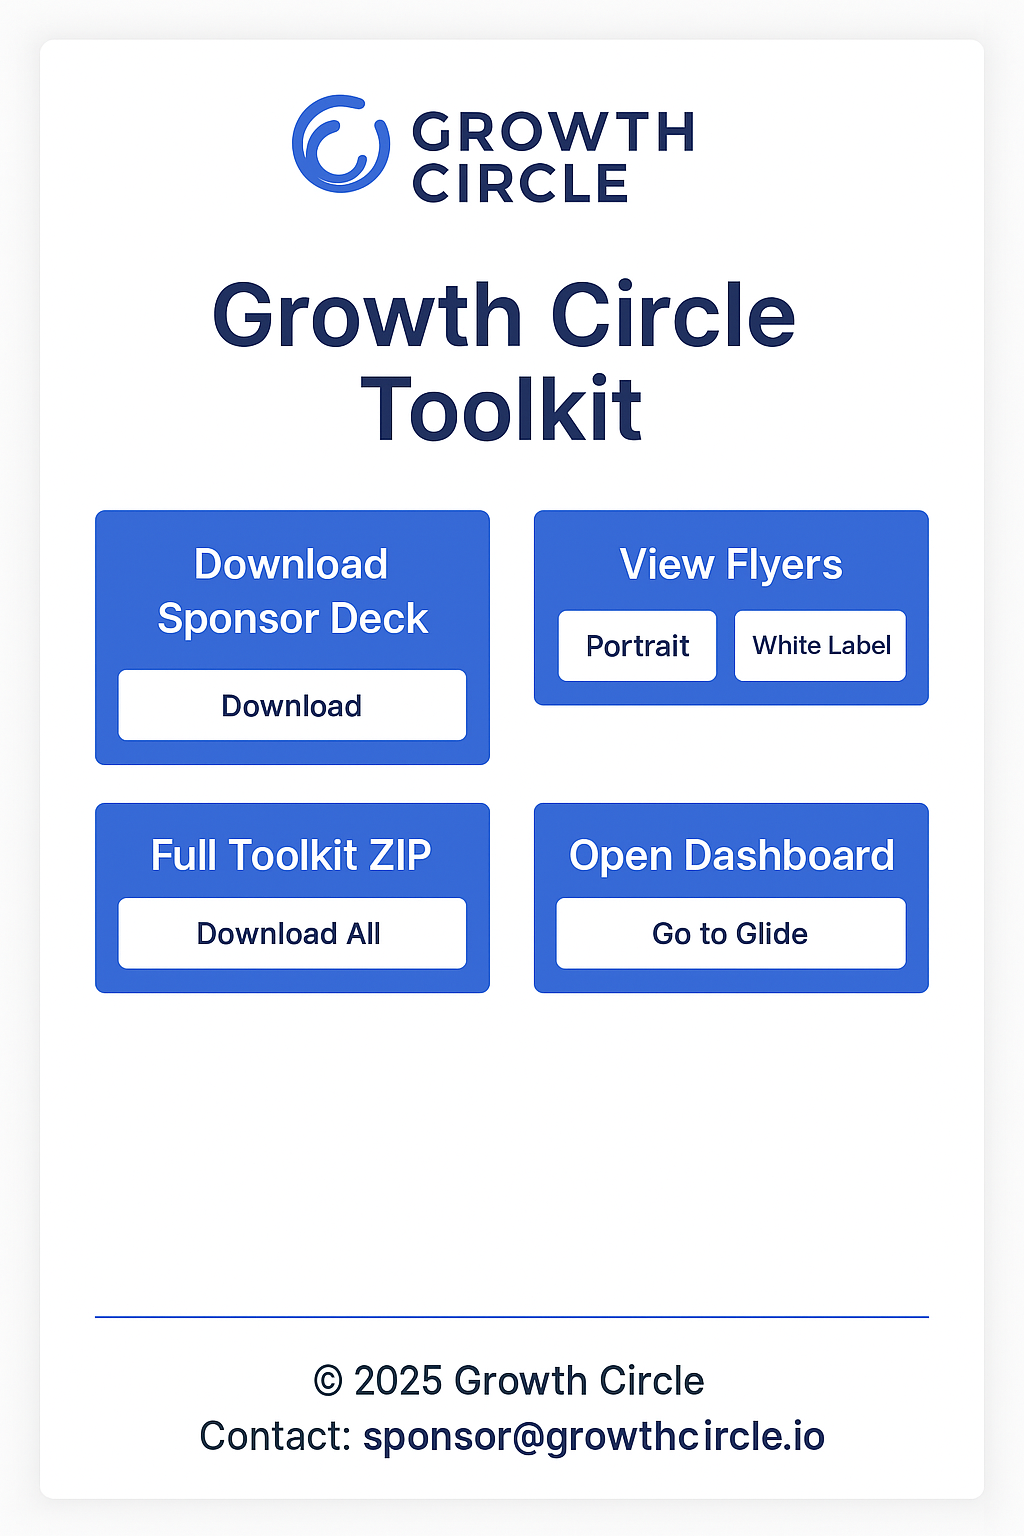 GROWTH
CIRCLE
Growth Circle
Toolkit
Download
Sponsor Deck
Download
View Flyers
Portrait
White Label
Full Toolkit ZIP
Download All
Open Dashboard
Go to Glide
© 2025 Growth Circle
Contact: sponsor@growthcircle.io